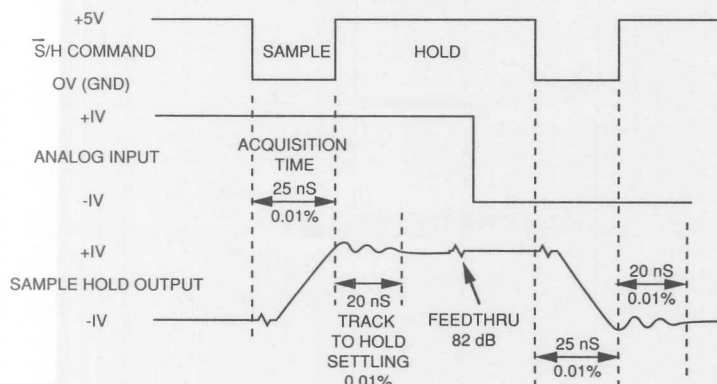 +5V
S̅/H COMMAND
SAMPLE
HOLD
OV (GND)
+IV
ANALOG INPUT
ACQUISITION
TIME
-IV
25 nS
0.01%
+IV
SAMPLE HOLD OUTPUT
-IV
20 nS
TRACK
TO HOLD
SETTLING
0.01%
FEEDTHRU
82 dB
25 nS
0.01%
20 nS
0.01%